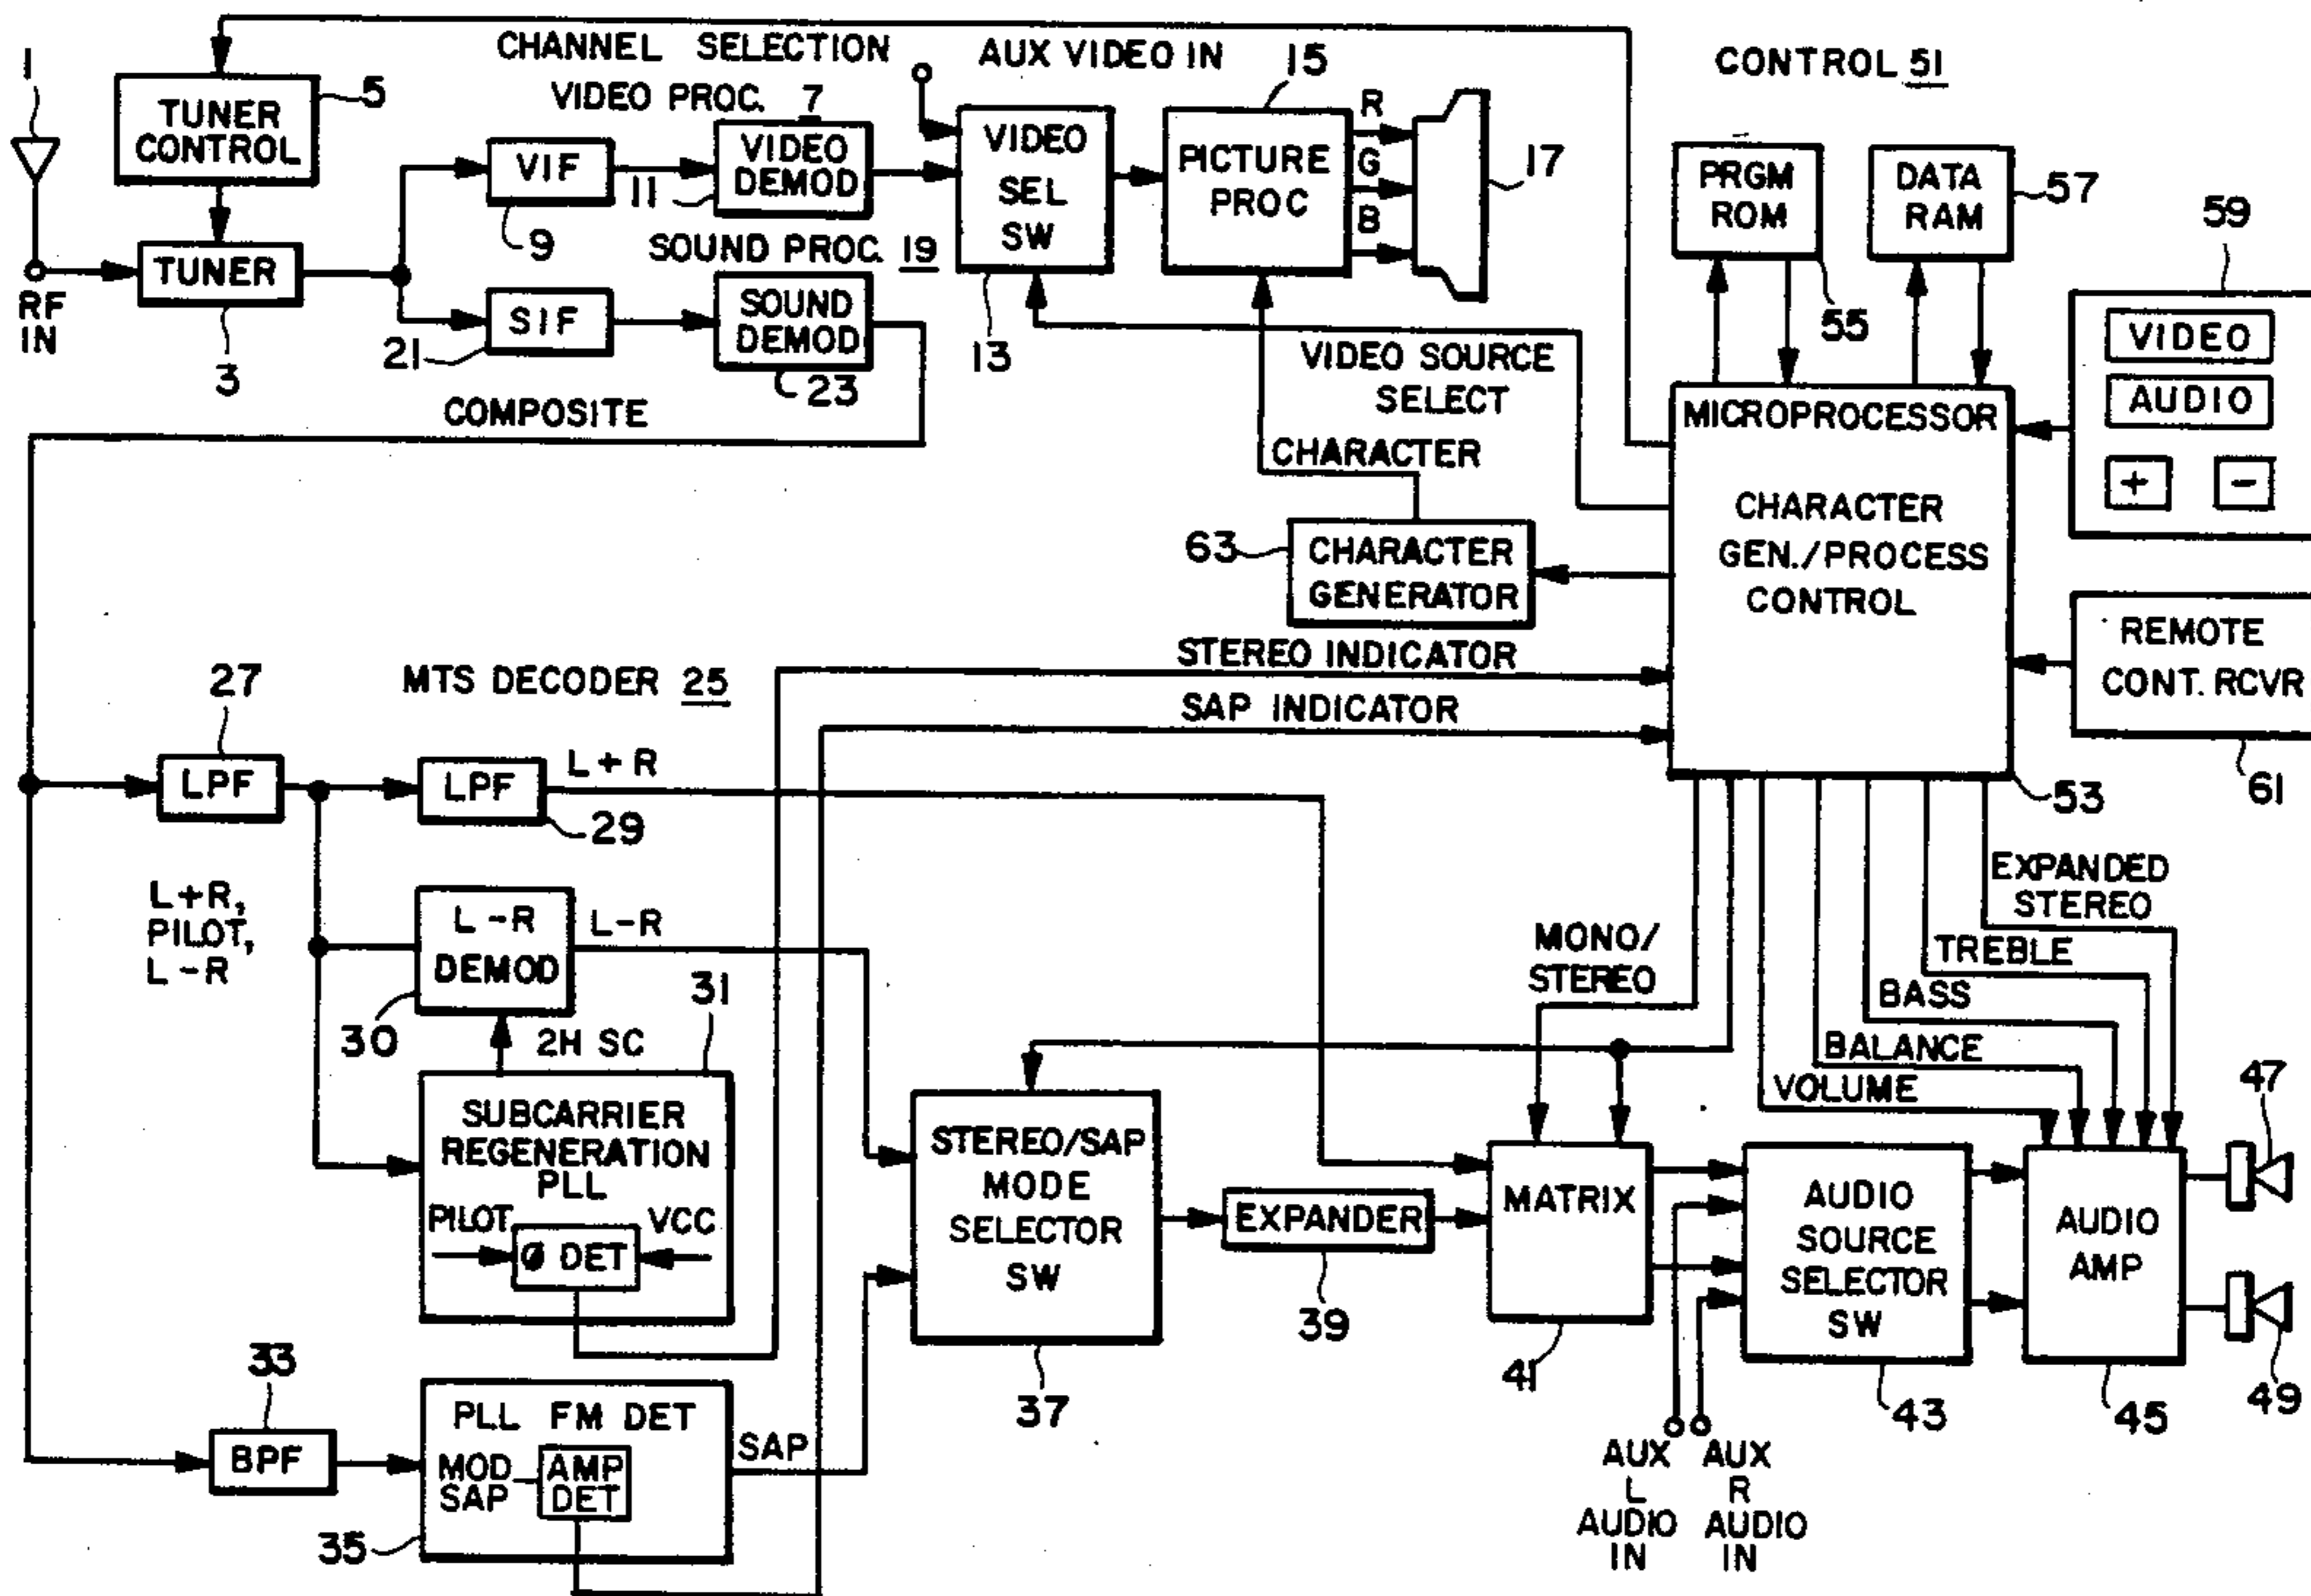 1
TUNER
CONTROL
5
CHANNEL SELECTION
VIDEO PROC. 7
AUX VIDEO IN
15
CONTROL 51
RF
IN
TUNER
3
VIF
9
11
VIDEO
DEMOD
SOUND PROC. 19
SIF
21
SOUND
DEMOD
23
VIDEO
SEL
SW
13
PICTURE
PROC
R
G
B
17
PRGM
ROM
55
DATA
RAM
57
59
VIDEO
AUDIO
+
-
VIDEO SOURCE
SELECT
COMPOSITE
CHARACTER
MICROPROCESSOR
CHARACTER
GEN./PROCESS
CONTROL
63
CHARACTER
GENERATOR
STEREO INDICATOR
SAP INDICATOR
REMOTE
CONT. RCVR
61
53
27
MTS DECODER 25
LPF
LPF
29
L+R
L+R,
PILOT,
L-R
L-R
DEMOD
30
L-R
2H SC
31
SUBCARRIER
REGENERATION
PLL
PILOT
Ø DET
VCC
33
BPF
PLL FM DET
MOD
SAP
AMP
DET
35
SAP
STEREO/SAP
MODE
SELECTOR
SW
37
EXPANDER
39
MONO/
STEREO
EXPANDED
STEREO
TREBLE
BASS
BALANCE
VOLUME
MATRIX
41
AUDIO
SOURCE
SELECTOR
SW
43
AUDIO
AMP
45
47
49
AUX
L
AUDIO
IN
AUX
R
AUDIO
IN